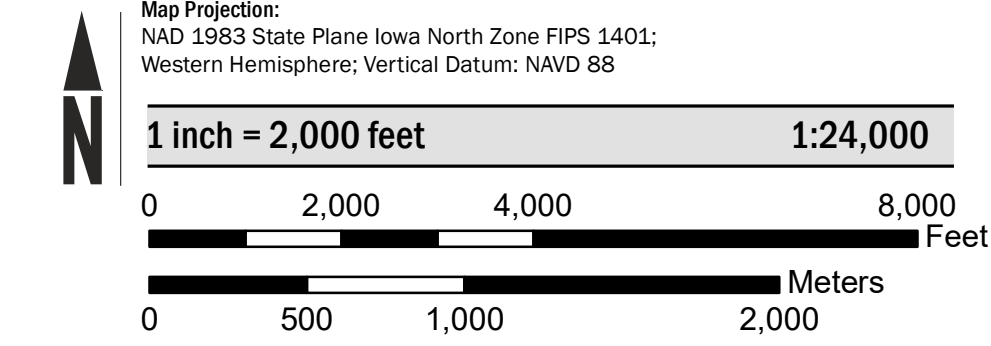 Map Projection:
NAD 1983 State Plane Iowa North Zone FIPS 1401;
Western Hemisphere; Vertical Datum: NAVD 88
N
1 inch = 2,000 feet 1:24,000
0 2,000 4,000 8,000
Feet
Meters
0 500 1,000 2,000